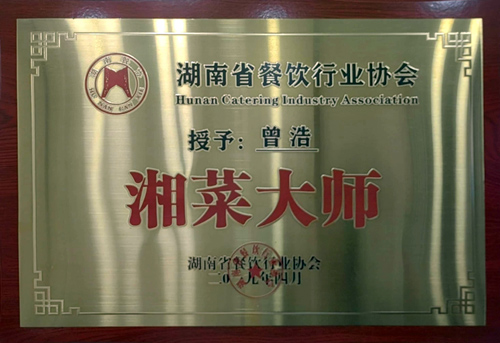 湖南省餐饮行业协会
Hunan Catering Industry Association
授予：曾浩
湘菜大师
湖南省餐饮行业协会
二〇一九年四月